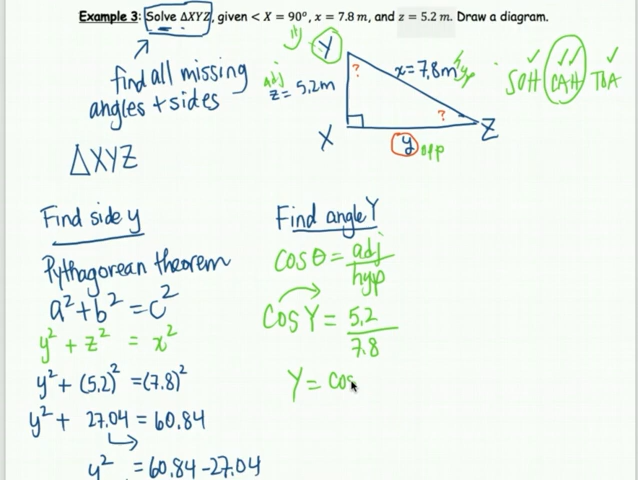 Example 3: Solve ΔXYZ, given < X = 90°, x = 7.8 m, and z = 5.2 m. Draw a diagram.
find all missing
angles + sides
ΔXYZ
Y
?
adj
z = 5.2m
x = 7.8m
hyp
?
X
Z
y
opp
SOH CAH TOA
Find side y
Pythagorean theorem
a² + b² = c²
y² + z² = x²
y² + (5.2)² = (7.8)²
y² + 27.04 = 60.84
y² = 60.84 - 27.04
Find angle Y
cos θ = adj
hyp
cos Y = 5.2
7.8
Y = cos